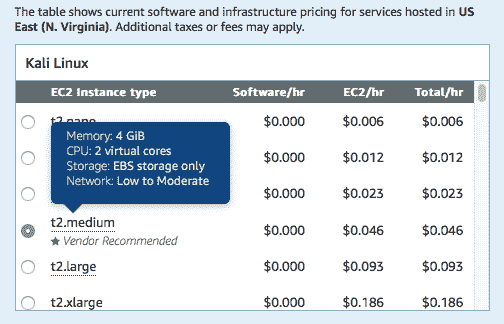 The table shows current software and infrastructure pricing for services hosted in US
East (N. Virginia). Additional taxes or fees may apply.
Kali Linux
EC2 Instance type Software/hr EC2/hr Total/hr
t2.nano $0.000 $0.006 $0.006
Memory: 4 GiB
CPU: 2 virtual cores
Storage: EBS storage only
Network: Low to Moderate
$0.000 $0.012 $0.012
$0.000 $0.023 $0.023
t2.medium $0.000 $0.046 $0.046
★ Vendor Recommended
t2.large $0.000 $0.093 $0.093
t2.xlarge $0.000 $0.186 $0.186